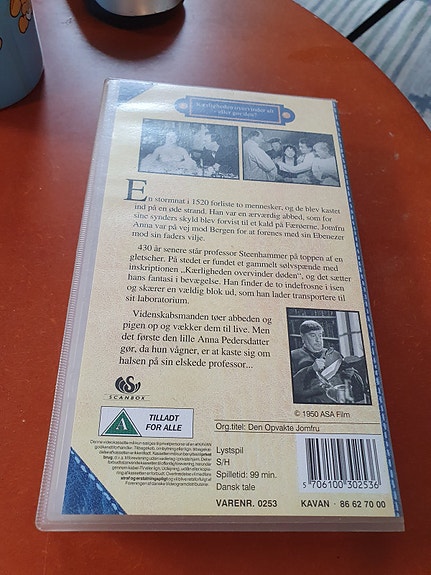 Kærligheden overvinder alt
- eller gør den?
En stormnat i 1520 forliste to mennesker, og de blev kastet
ind på en øde strand. Han var en ærværdig abbed, som for
sine synders skyld blev forvist til et kald på Færøerne, Jomfru
Anna var på vej mod Bergen for at forenes med sin Ebenezer
mod sin faders vilje.
430 år senere står professor Steenhammer på toppen af en
gletscher. På stedet er fundet et gammelt sølvspænde med
inskriptionen „Kærligheden overvinder døden“, og det sætter
hans fantasi i bevægelse. Han finder de to indefrosne i isen
og skærer en vældig blok ud, som han lader transportere til
sit laboratorium.
Videnskabsmanden tøer abbeden og
pigen op og vækker dem til live. Men
det første den lille Anna Pedersdatter
gør, da hun vågner, er at kaste sig om
halsen på sin elskede professor...
© 1950 ASA Film
SCANBOX
A
TILLADT
FOR ALLE
Org.titel: Den Opvakte Jomfru
Lystspil
S/H
Spilletid: 99 min.
Dansk tale
5 706100 302536
VARENR. 0253
KAVAN - 86 62 70 00